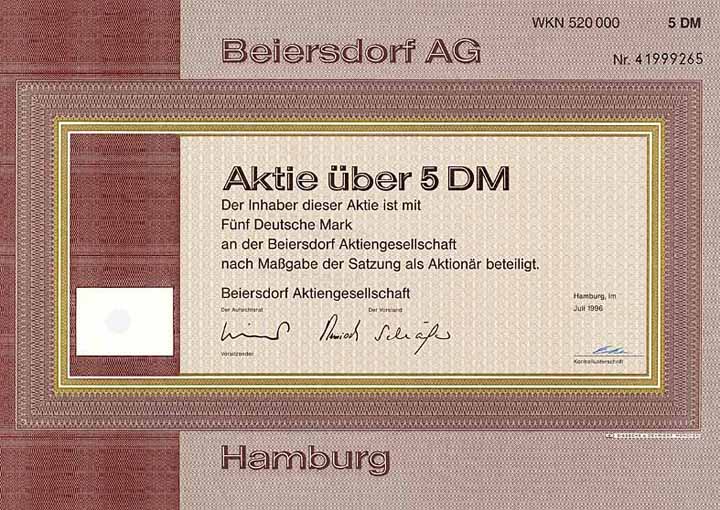 WKN 520 000 5 DM
Beiersdorf AG
Nr. 41999265
Aktie über 5 DM
Der Inhaber dieser Aktie ist mit
Fünf Deutsche Mark
an der Beiersdorf Aktiengesellschaft
nach Maßgabe der Satzung als Aktionär beteiligt.
Beiersdorf Aktiengesellschaft
Der Aufsichtsrat Der Vorstand
Vorsitzender
Hamburg, im
Juli 1996
Kontrollunterschrift
Hamburg